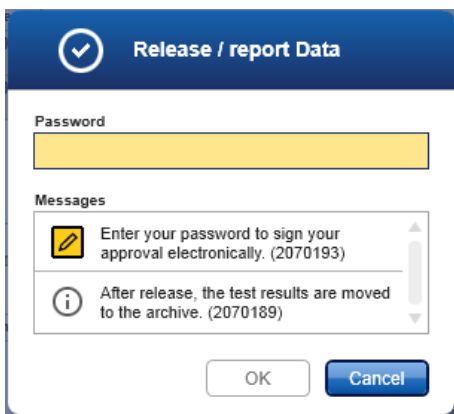 Release / report Data
Password
Messages
Enter your password to sign your
approval electronically. (2070193)
After release, the test results are moved
to the archive. (2070189)
OK
Cancel